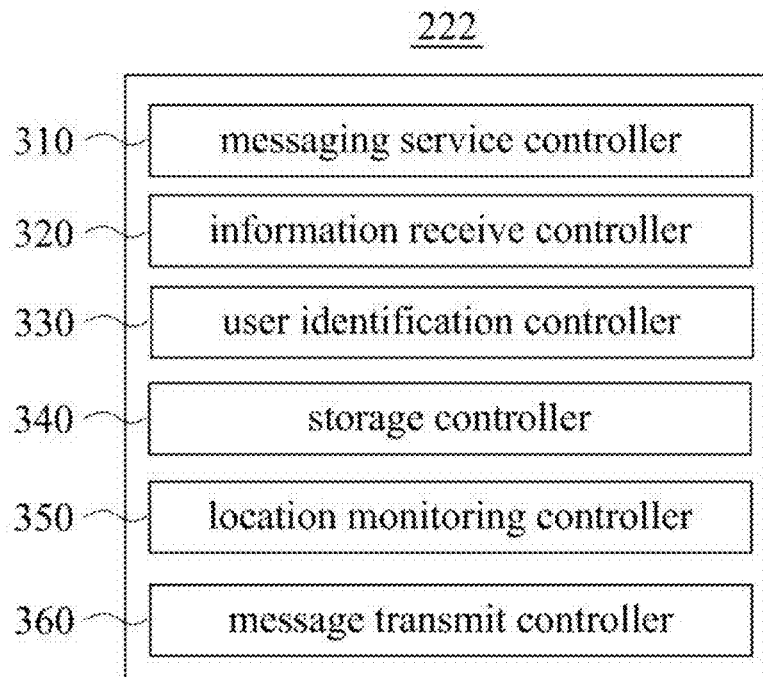 222
310 messaging service controller
320 information receive controller
330 user identification controller
340 storage controller
350 location monitoring controller
360 message transmit controller